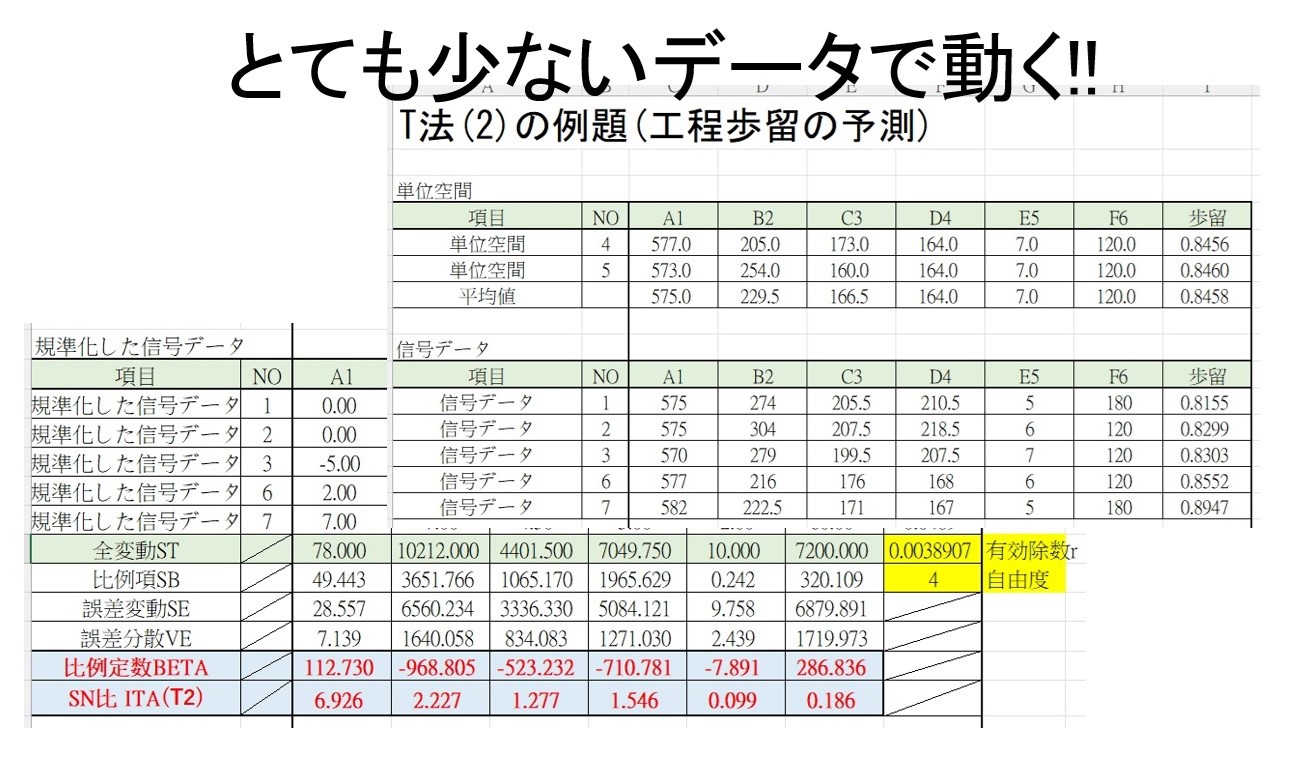 とても少ないデータで動く!!
T法(2)の例題(工程歩留の予測)
単位空間
項目 NO A1 B2 C3 D4 E5 F6 歩留
単位空間 4 577.0 205.0 173.0 164.0 7.0 120.0 0.8456
単位空間 5 573.0 254.0 160.0 164.0 7.0 120.0 0.8460
平均値 575.0 229.5 166.5 164.0 7.0 120.0 0.8458
信号データ
項目 NO A1 B2 C3 D4 E5 F6 歩留
信号データ 1 575 274 205.5 210.5 5 180 0.8155
信号データ 2 575 304 207.5 218.5 6 120 0.8299
信号データ 3 570 279 199.5 207.5 7 120 0.8303
信号データ 6 577 216 176 168 6 120 0.8552
信号データ 7 582 222.5 171 167 5 180 0.8947
規準化した信号データ
項目 NO A1
規準化した信号データ 1 0.00
規準化した信号データ 2 0.00
規準化した信号データ 3 -5.00
規準化した信号データ 6 2.00
規準化した信号データ 7 7.00
全変動ST 78.000 10212.000 4401.500 7049.750 10.000 7200.000 0.0038907 有効除数r
比例項SB 49.443 3651.766 1065.170 1965.629 0.242 320.109 4 自由度
誤差変動SE 28.557 6560.234 3336.330 5084.121 9.758 6879.891
誤差分散VE 7.139 1640.058 834.083 1271.030 2.439 1719.973
比例定数BETA 112.730 -968.805 -523.232 -710.781 -7.891 286.836
SN比 ITA(T2) 6.926 2.227 1.277 1.546 0.099 0.186